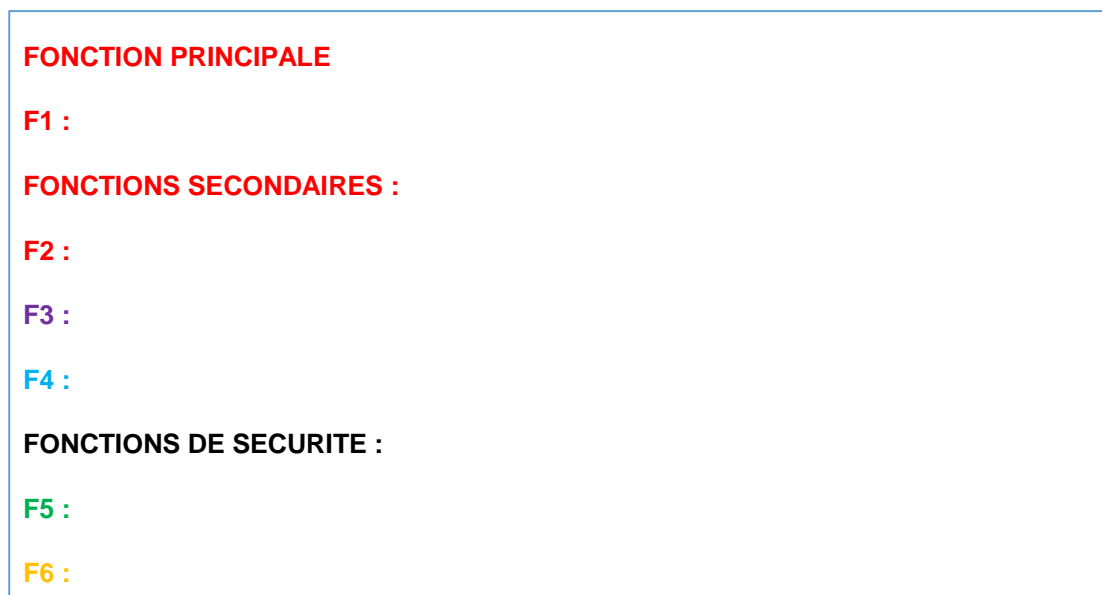 FONCTION PRINCIPALE
F1 :
FONCTIONS SECONDAIRES :
F2 :
F3 :
F4 :
FONCTIONS DE SECURITE :
F5 :
F6 :